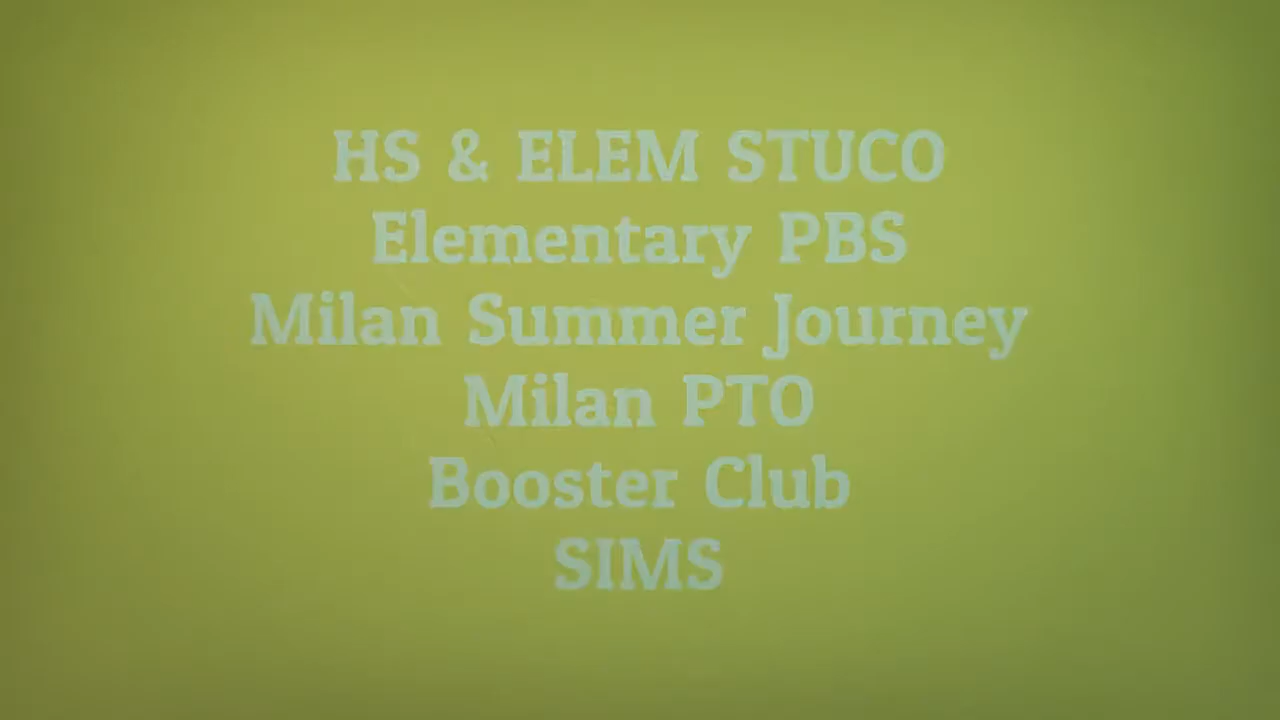 HS & ELEM STUCO
Elementary PBS
Milan Summer Journey
Milan PTO
Booster Club
SIMS